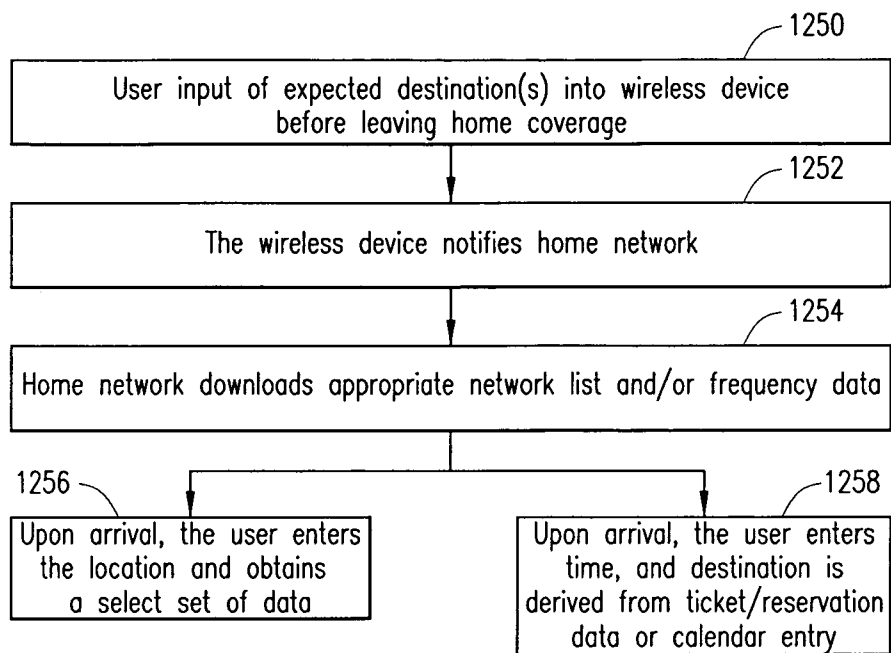 1250
User input of expected destination(s) into wireless device
before leaving home coverage
1252
The wireless device notifies home network
1254
Home network downloads appropriate network list and/or frequency data
1256
Upon arrival, the user enters
the location and obtains
a select set of data
1258
Upon arrival, the user enters
time, and destination is
derived from ticket/reservation
data or calendar entry